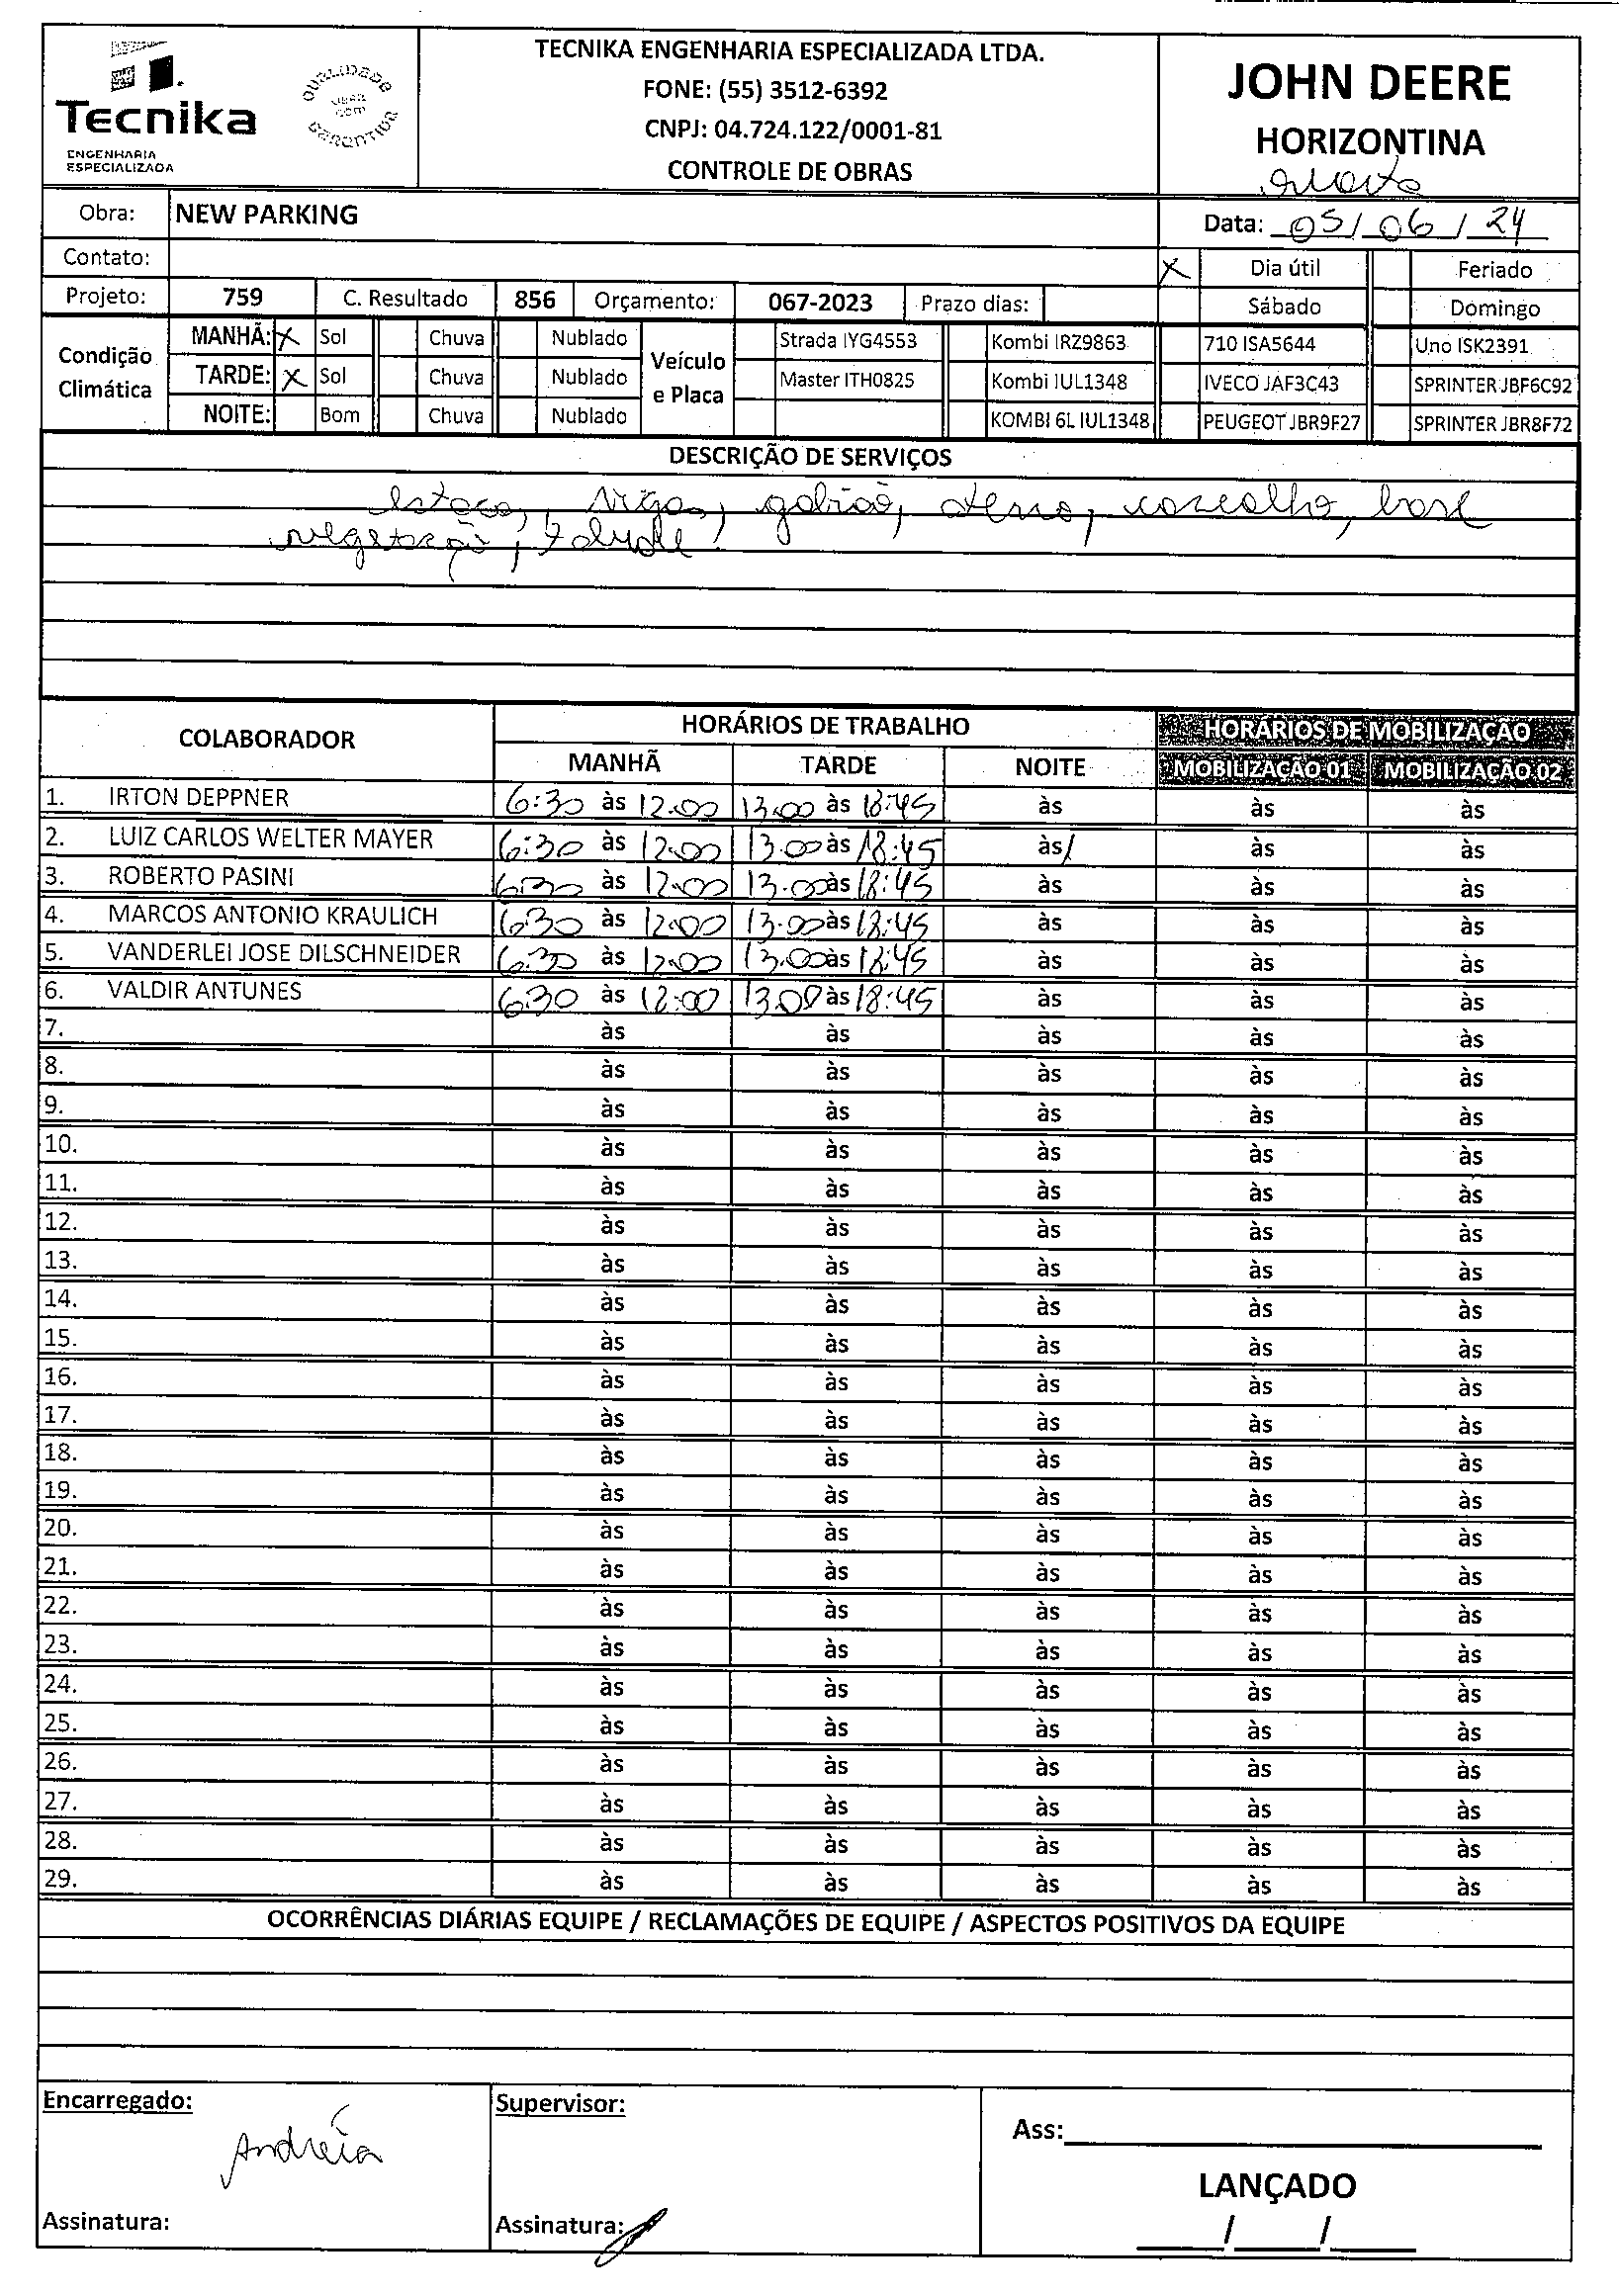 TECNIKA ENGENHARIA ESPECIALIZADA LTDA.
FONE: (55) 3512-6392
CNPJ: 04.724.122/0001-81
CONTROLE DE OBRAS
Tecnika
ENGENHARIA
ESPECIALIZADA
QUALIDADE
GARANTIDA
JOHN DEERE
HORIZONTINA
quarta
Obra: NEW PARKING
Data: 05/06/24
Contato:
X Dia útil Feriado
Projeto: 759 C. Resultado 856 Orçamento: 067-2023 Prazo dias:
Sábado Domingo
Condição Climática
MANHÃ: X Sol Chuva Nublado
TARDE: X Sol Chuva Nublado
NOITE: Bom Chuva Nublado
Veículo e Placa
Strada IYG4553 Kombi IRZ9863 710 ISA5644 Uno ISK2391
Master ITH0825 Kombi IUL1348 IVECO JAF3C43 SPRINTER JBF6C92
KOMBI 6L IUL1348 PEUGEOT JBR9F27 SPRINTER JBR8F72
DESCRIÇÃO DE SERVIÇOS
estaca, viga, gabião, aterro, cascalho, base
vegetação, talude
COLABORADOR HORÁRIOS DE TRABALHO HORÁRIOS DE MOBILIZAÇÃO
MANHÃ TARDE NOITE MOBILIZAÇÃO 01 MOBILIZAÇÃO 02
1. IRTON DEPPNER 6:30 às 12:00 13:00 às 18:45 às às às
2. LUIZ CARLOS WELTER MAYER 6:30 às 12:00 13:00 às 18:45 às/ às às
3. ROBERTO PASINI 6:30 às 12:00 13:00 às 18:45 às às às
4. MARCOS ANTONIO KRAULICH 6:30 às 12:00 13:00 às 18:45 às às às
5. VANDERLEI JOSE DILSCHNEIDER 6:30 às 12:00 13:00 às 18:45 às às às
6. VALDIR ANTUNES 6:30 às 12:00 13:00 às 18:45 às às às
7. às às às às às
8. às às às às às
9. às às às às às
10. às às às às às
11. às às às às às
12. às às às às às
13. às às às às às
14. às às às às às
15. às às às às às
16. às às às às às
17. às às às às às
18. às às às às às
19. às às às às às
20. às às às às às
21. às às às às às
22. às às às às às
23. às às às às às
24. às às às às às
25. às às às às às
26. às às às às às
27. às às às às às
28. às às às às às
29. às às às às às
OCORRÊNCIAS DIÁRIAS EQUIPE / RECLAMAÇÕES DE EQUIPE / ASPECTOS POSITIVOS DA EQUIPE
Encarregado:
Andréia
Assinatura:
Supervisor:
Assinatura:
Ass:
LANÇADO
/ /